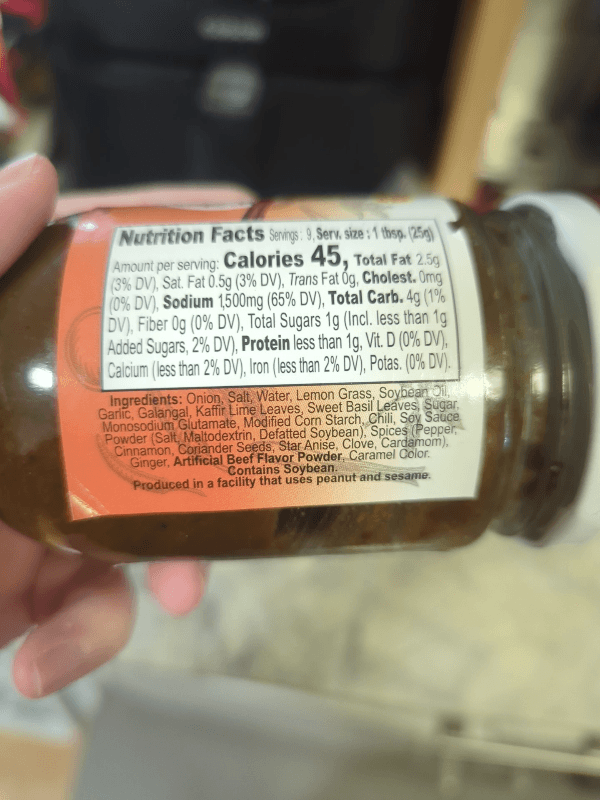 Nutrition Facts Servings: 9, Serv. size: 1 tbsp. (25g)
Amount per serving: Calories 45, Total Fat 2.5g
(3% DV), Sat. Fat 0.5g (3% DV), Trans Fat 0g, Cholest. 0mg
(0% DV), Sodium 1,500mg (65% DV), Total Carb. 4g (1%
DV), Fiber 0g (0% DV), Total Sugars 1g (Incl. less than 1g
Added Sugars, 2% DV), Protein less than 1g, Vit. D (0% DV),
Calcium (less than 2% DV), Iron (less than 2% DV), Potas. (0% DV).
Ingredients: Onion, Salt, Water, Lemon Grass, Soybean Oil,
Garlic, Galangal, Kaffir Lime Leaves, Sweet Basil Leaves, Sugar,
Monosodium Glutamate, Modified Corn Starch, Chili, Soy Sauce
Powder (Salt, Maltodextrin, Defatted Soybean), Spices (Pepper,
Cinnamon, Coriander Seeds, Star Anise, Clove, Cardamom),
Ginger, Artificial Beef Flavor Powder, Caramel Color.
Contains Soybean.
Produced in a facility that uses peanut and sesame.